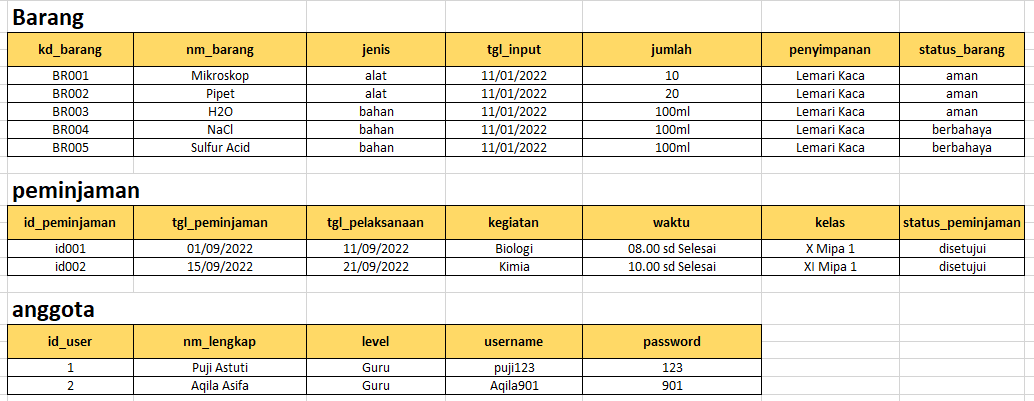 Barang
kd_barang nm_barang jenis tgl_input jumlah penyimpanan status_barang
BR001 Mikroskop alat 11/01/2022 10 Lemari Kaca aman
BR002 Pipet alat 11/01/2022 20 Lemari Kaca aman
BR003 H2O bahan 11/01/2022 100ml Lemari Kaca aman
BR004 NaCl bahan 11/01/2022 100ml Lemari Kaca berbahaya
BR005 Sulfur Acid bahan 11/01/2022 100ml Lemari Kaca berbahaya
peminjaman
id_peminjaman tgl_peminjaman tgl_pelaksanaan kegiatan waktu kelas status_peminjaman
id001 01/09/2022 11/09/2022 Biologi 08.00 sd Selesai X Mipa 1 disetujui
id002 15/09/2022 21/09/2022 Kimia 10.00 sd Selesai XI Mipa 1 disetujui
anggota
id_user nm_lengkap level username password
1 Puji Astuti Guru puji123 123
2 Aqila Asifa Guru Aqila901 901